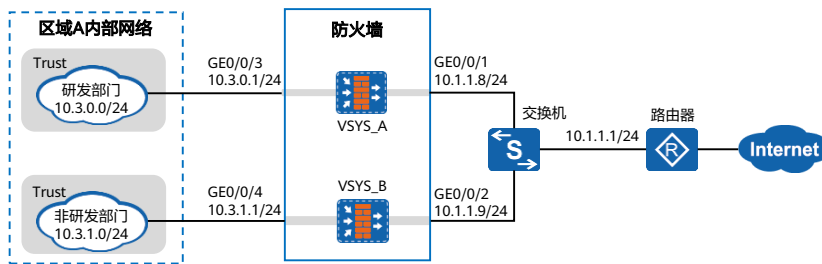 区域A内部网络
防火墙
Trust
研发部门
10.3.0.0/24
GE0/0/3
10.3.0.1/24
VSYS_A
GE0/0/1
10.1.1.8/24
交换机
S
10.1.1.1/24
路由器
R
Internet
Trust
非研发部门
10.3.1.0/24
GE0/0/4
10.3.1.1/24
VSYS_B
GE0/0/2
10.1.1.9/24